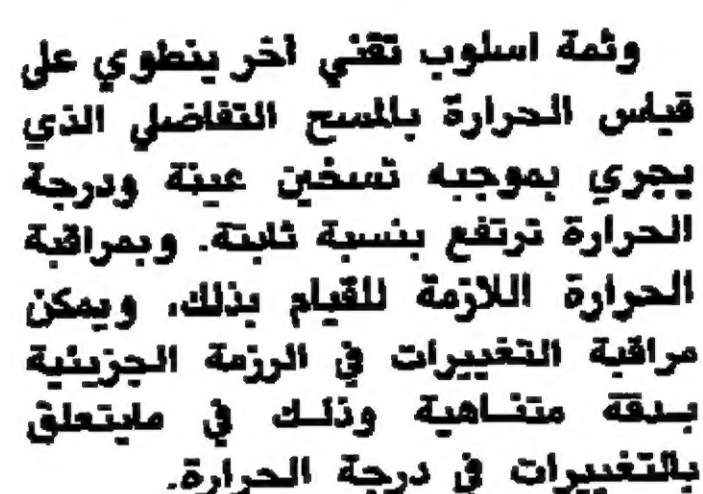 وثمة اسلوب تقني آخر ينطوي على
قياس الحرارة بالمسح التفاضلي الذي
يجري بموجبه تسخين عينة ودرجة
الحرارة ترتفع بنسبة ثابتة. وبمراقبة
الحرارة اللازمة للقيام بذلك، ويمكن
مراقبة التغييرات في الرزمة الجزيئية
بدقة متناهية وذلك في مايتعلق
بالتغييرات في درجة الحرارة.